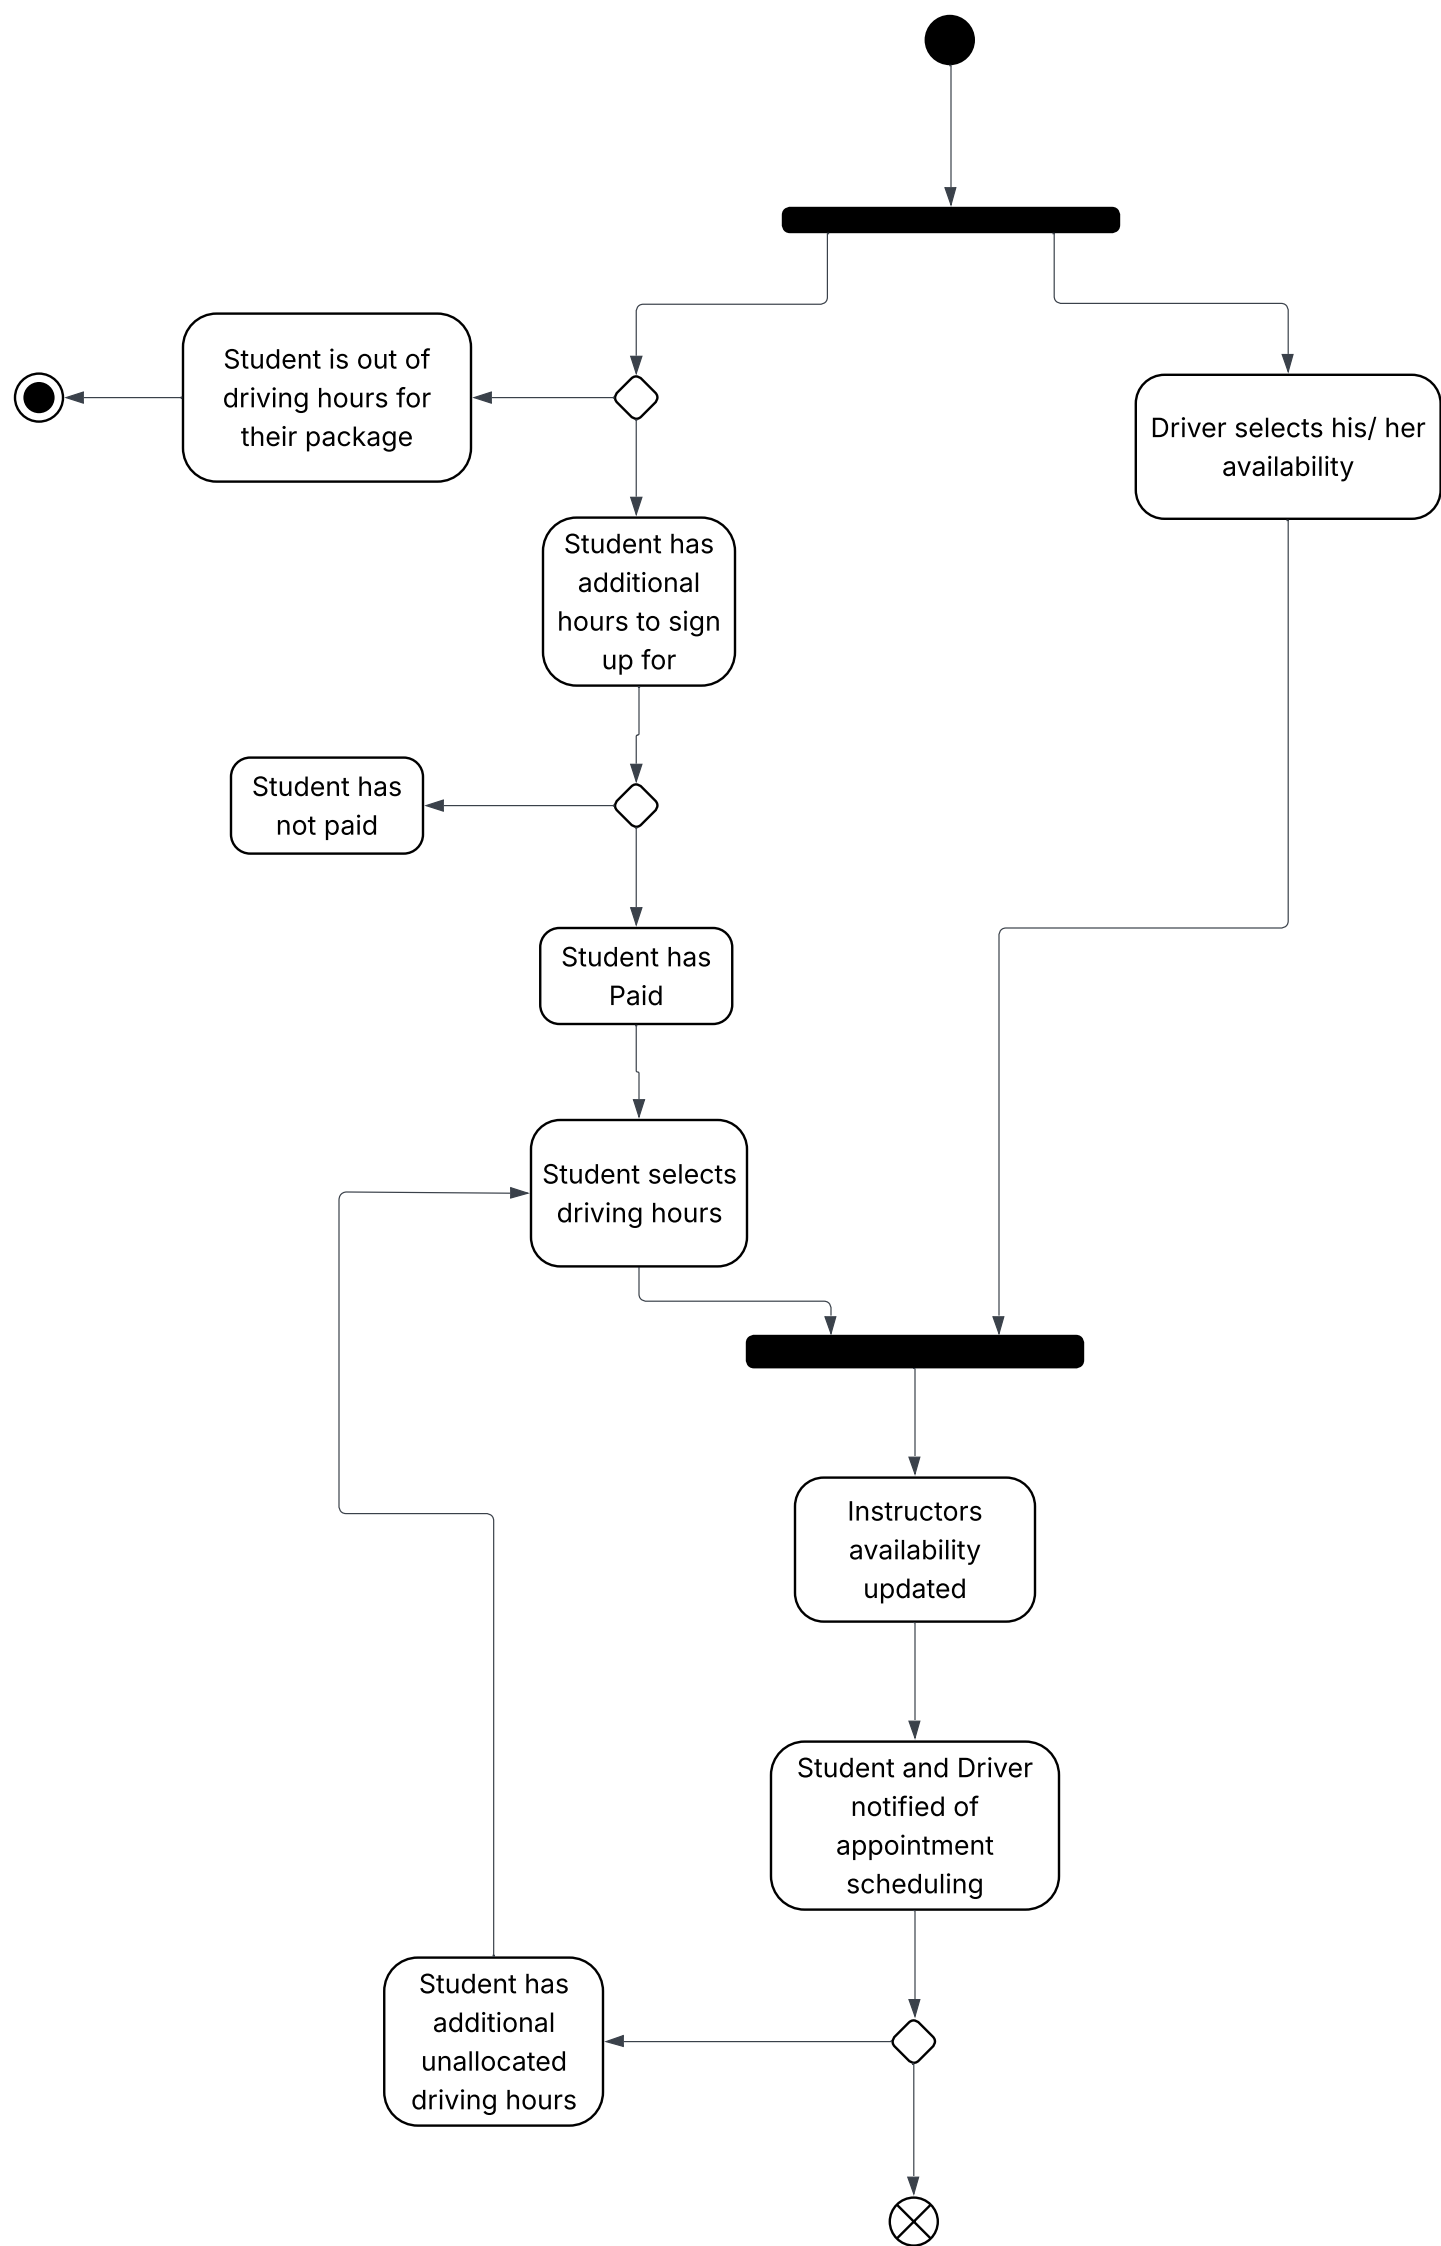 Student is out of
driving hours for
their package
Driver selects his/ her
availability
Student has
additional
hours to sign
up for
Student has
not paid
Student has
Paid
Student selects
driving hours
Instructors
availability
updated
Student and Driver
notified of
appointment
scheduling
Student has
additional
unallocated
driving hours